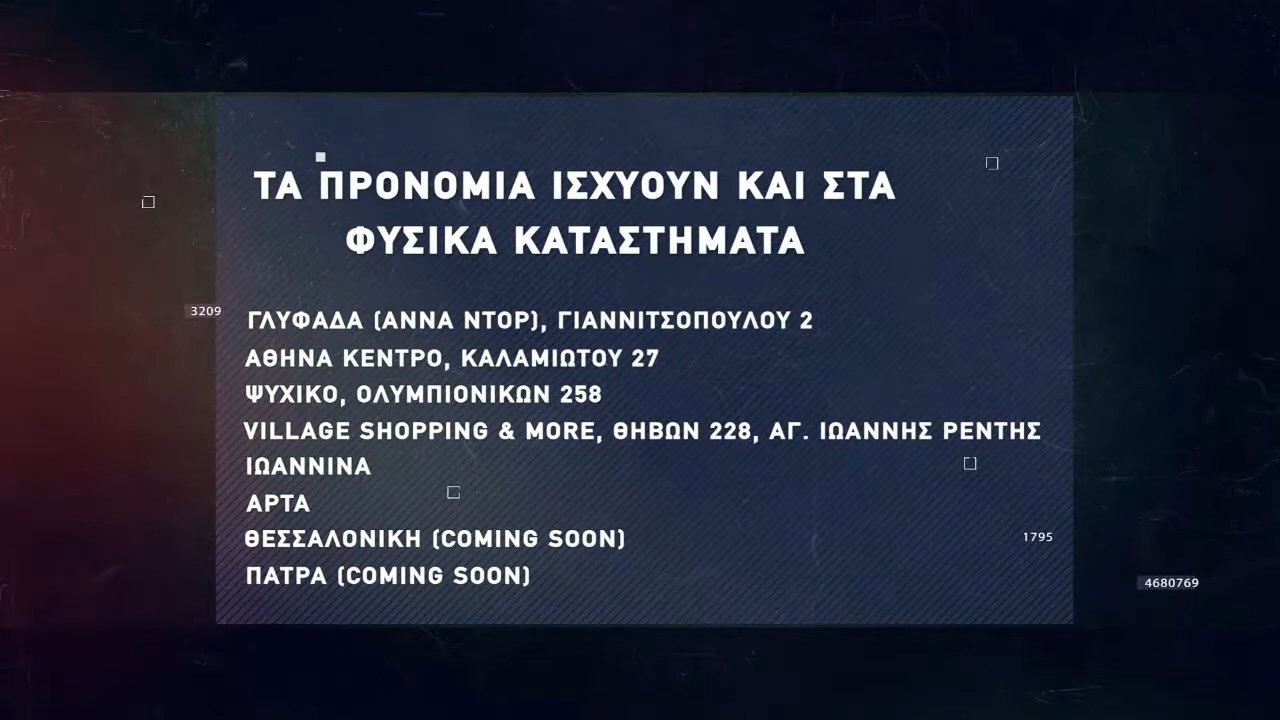 ΤΑ ΠΡΟΝΟΜΙΑ ΙΣΧΥΟΥΝ ΚΑΙ ΣΤΑ
ΦΥΣΙΚΑ ΚΑΤΑΣΤΗΜΑΤΑ
3209
ΓΛΥΦΑΔΑ (ΑΝΝΑ ΝΤΟΡ), ΓΙΑΝΝΙΤΣΟΠΟΥΛΟΥ 2
ΑΘΗΝΑ ΚΕΝΤΡΟ, ΚΑΛΑΜΙΩΤΟΥ 27
ΨΥΧΙΚΟ, ΟΛΥΜΠΙΟΝΙΚΩΝ 258
VILLAGE SHOPPING & MORE, ΘΗΒΩΝ 228, ΑΓ. ΙΩΑΝΝΗΣ ΡΕΝΤΗΣ
ΙΩΑΝΝΙΝΑ
ΑΡΤΑ
ΘΕΣΣΑΛΟΝΙΚΗ (COMING SOON)
1795
ΠΑΤΡΑ (COMING SOON)
4680769